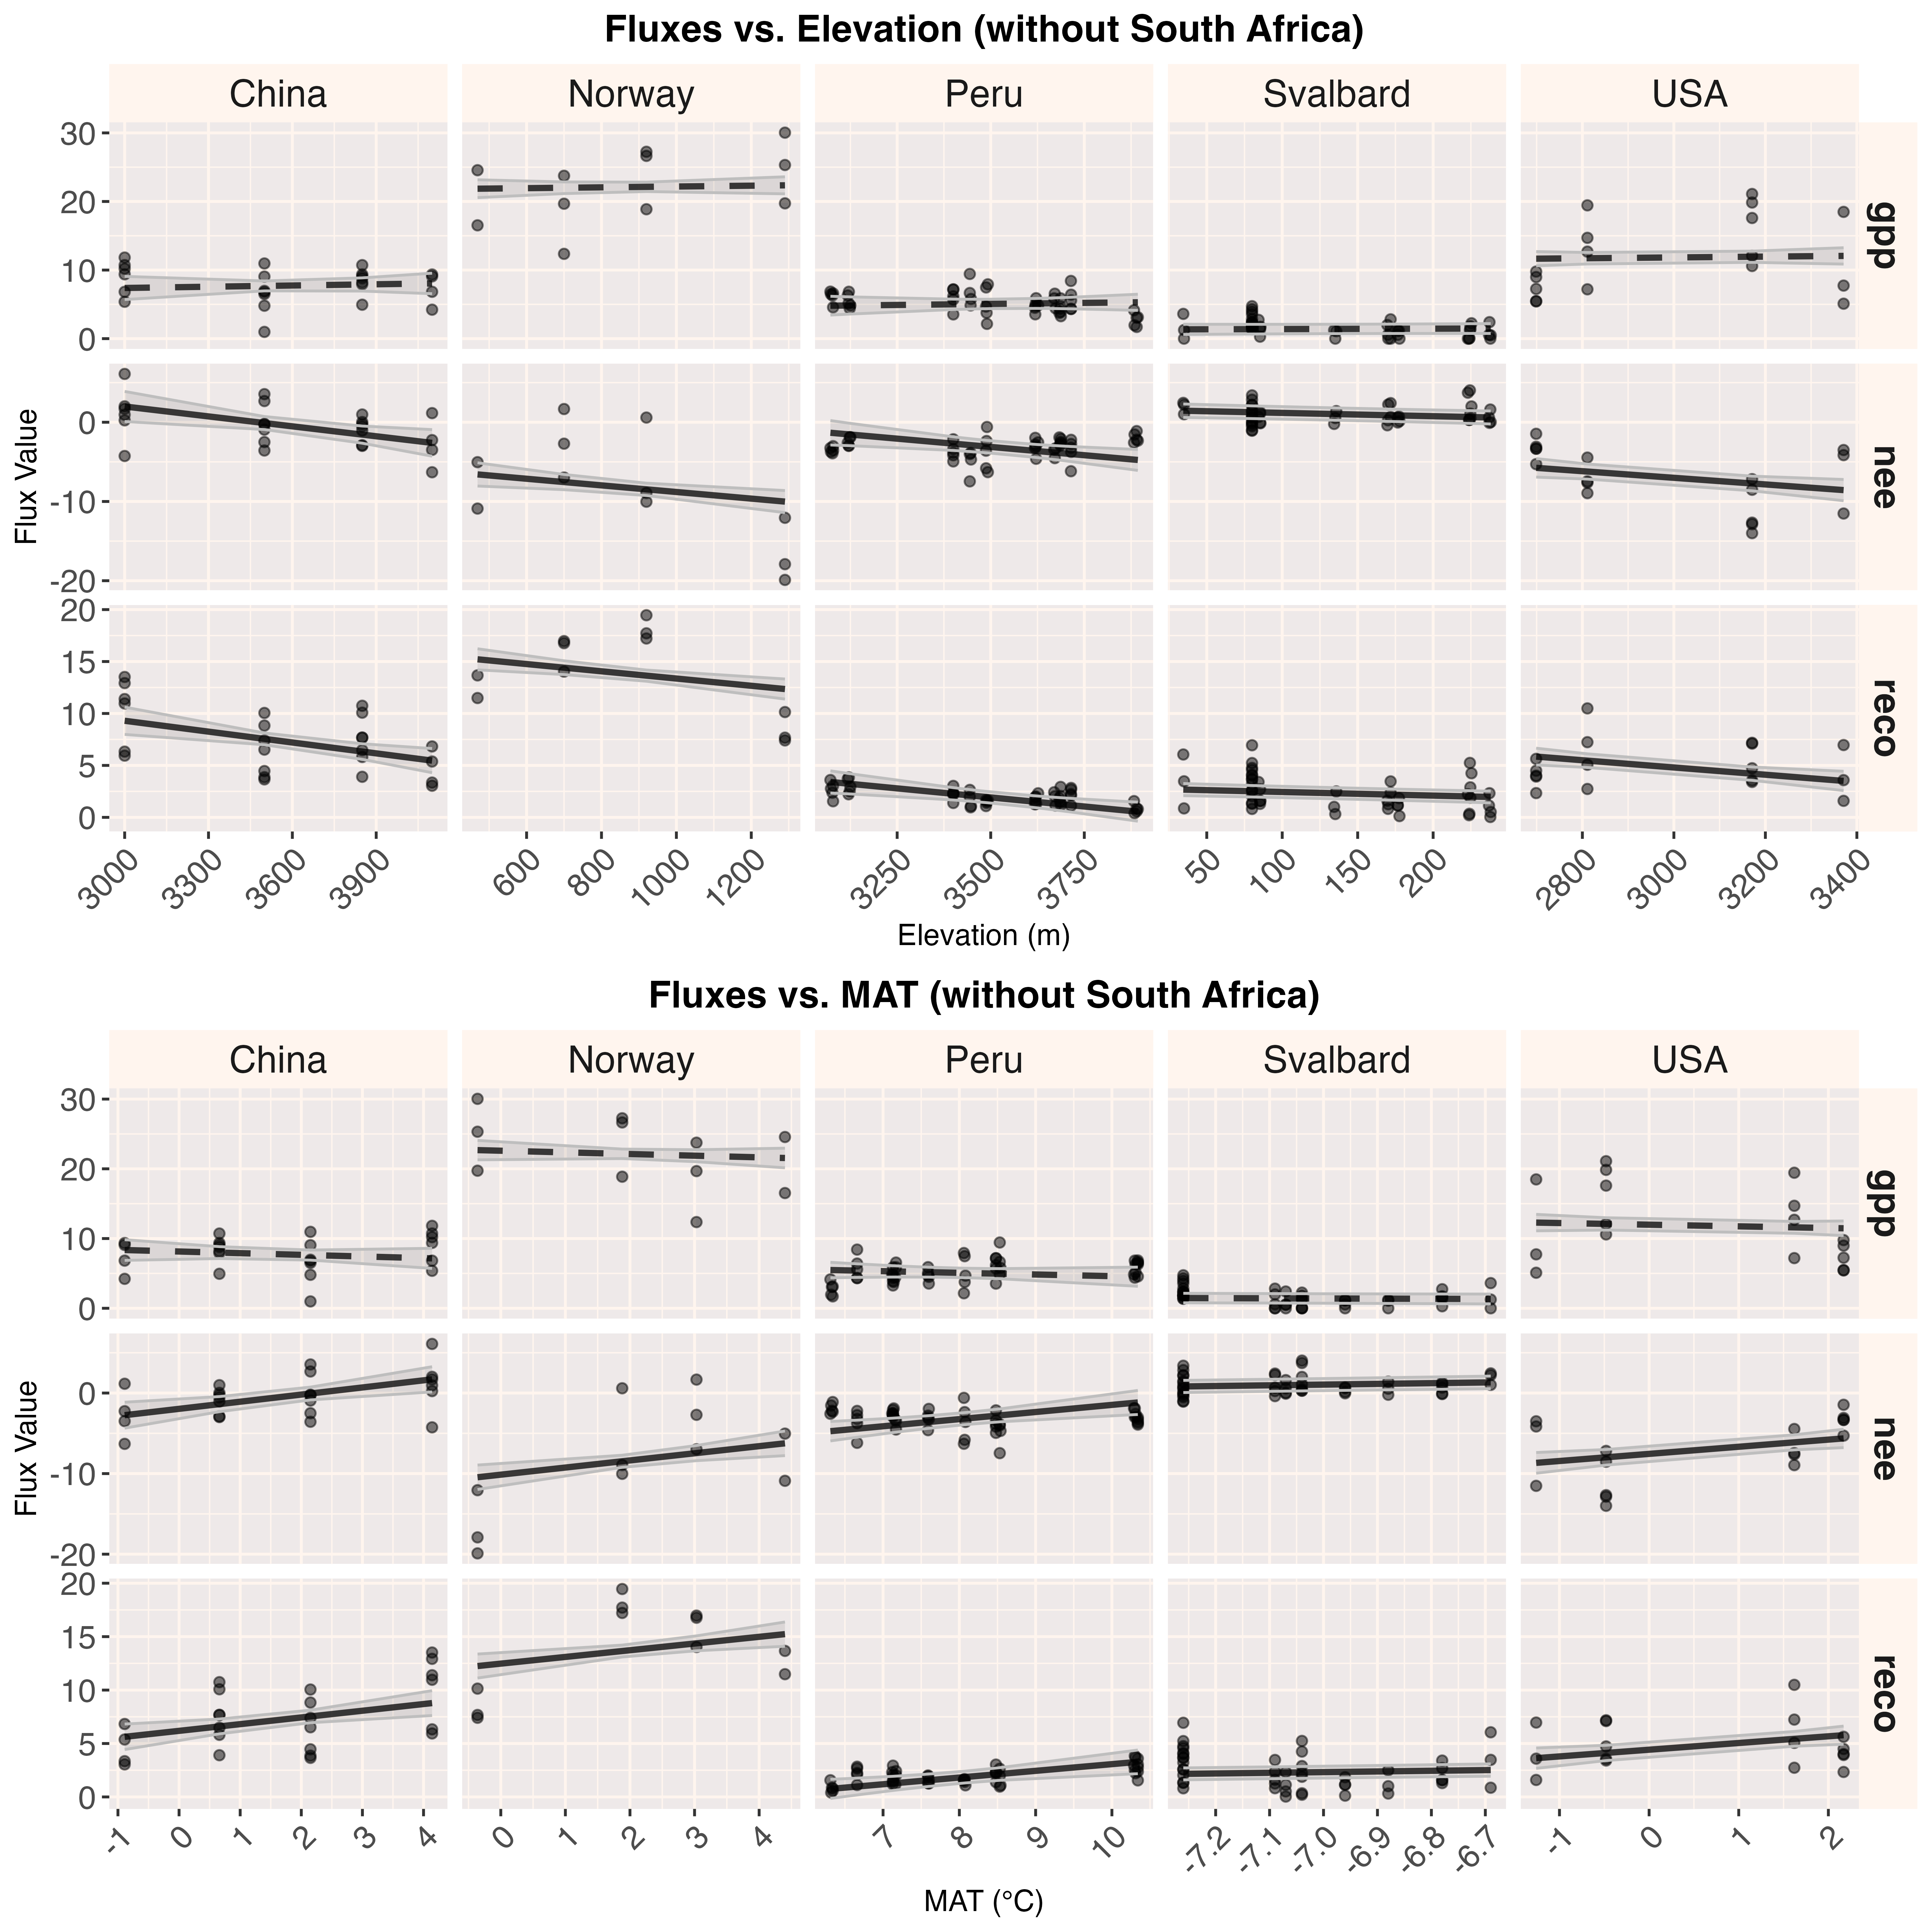 Fluxes vs. Elevation (without South Africa)
China Norway Peru Svalbard USA
30
20
10
0
gpp
0
-10
-20
nee
20
15
10
5
0
reco
Flux Value
3000 3300 3600 3900 600 800 1000 1200 3250 3500 3750 50 100 150 200 2800 3000 3200 3400
Elevation (m)
Fluxes vs. MAT (without South Africa)
China Norway Peru Svalbard USA
30
20
10
0
gpp
0
-10
-20
nee
20
15
10
5
0
reco
Flux Value
-1 0 1 2 3 4 0 1 2 3 4 7 8 9 10 -7.2 -7.1 -7.0 -6.9 -6.8 -6.7 -1 0 1 2
MAT (°C)